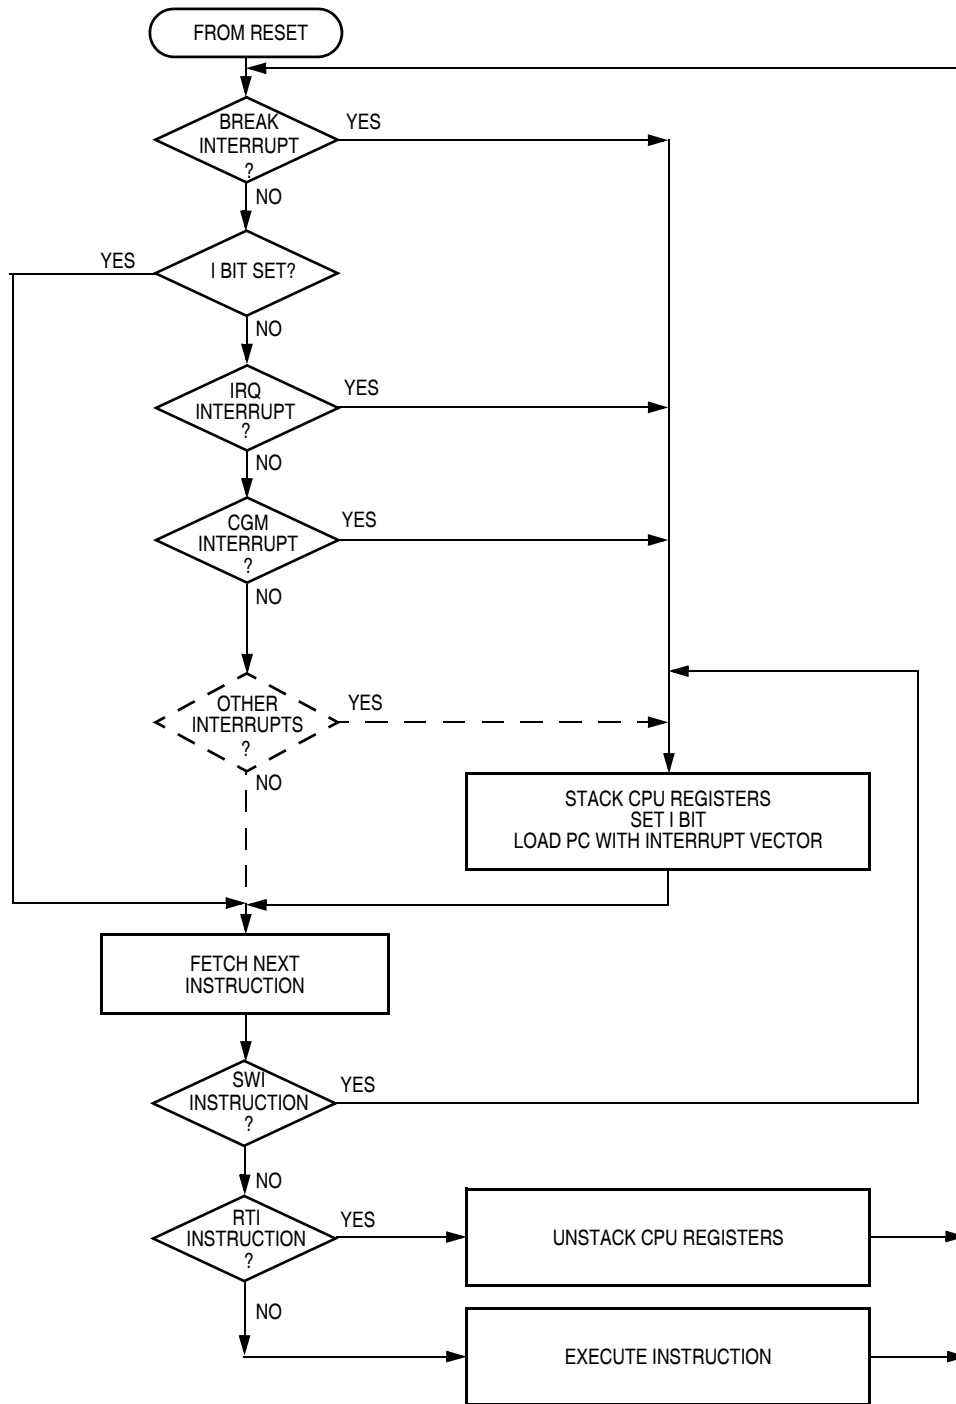 FROM RESET
BREAK
INTERRUPT
?
YES
NO
I BIT SET?
YES
NO
IRQ
INTERRUPT
?
YES
NO
CGM
INTERRUPT
?
YES
NO
OTHER
INTERRUPTS
?
YES
NO
STACK CPU REGISTERS
SET I BIT
LOAD PC WITH INTERRUPT VECTOR
FETCH NEXT
INSTRUCTION
SWI
INSTRUCTION
?
YES
NO
RTI
INSTRUCTION
?
YES
UNSTACK CPU REGISTERS
NO
EXECUTE INSTRUCTION